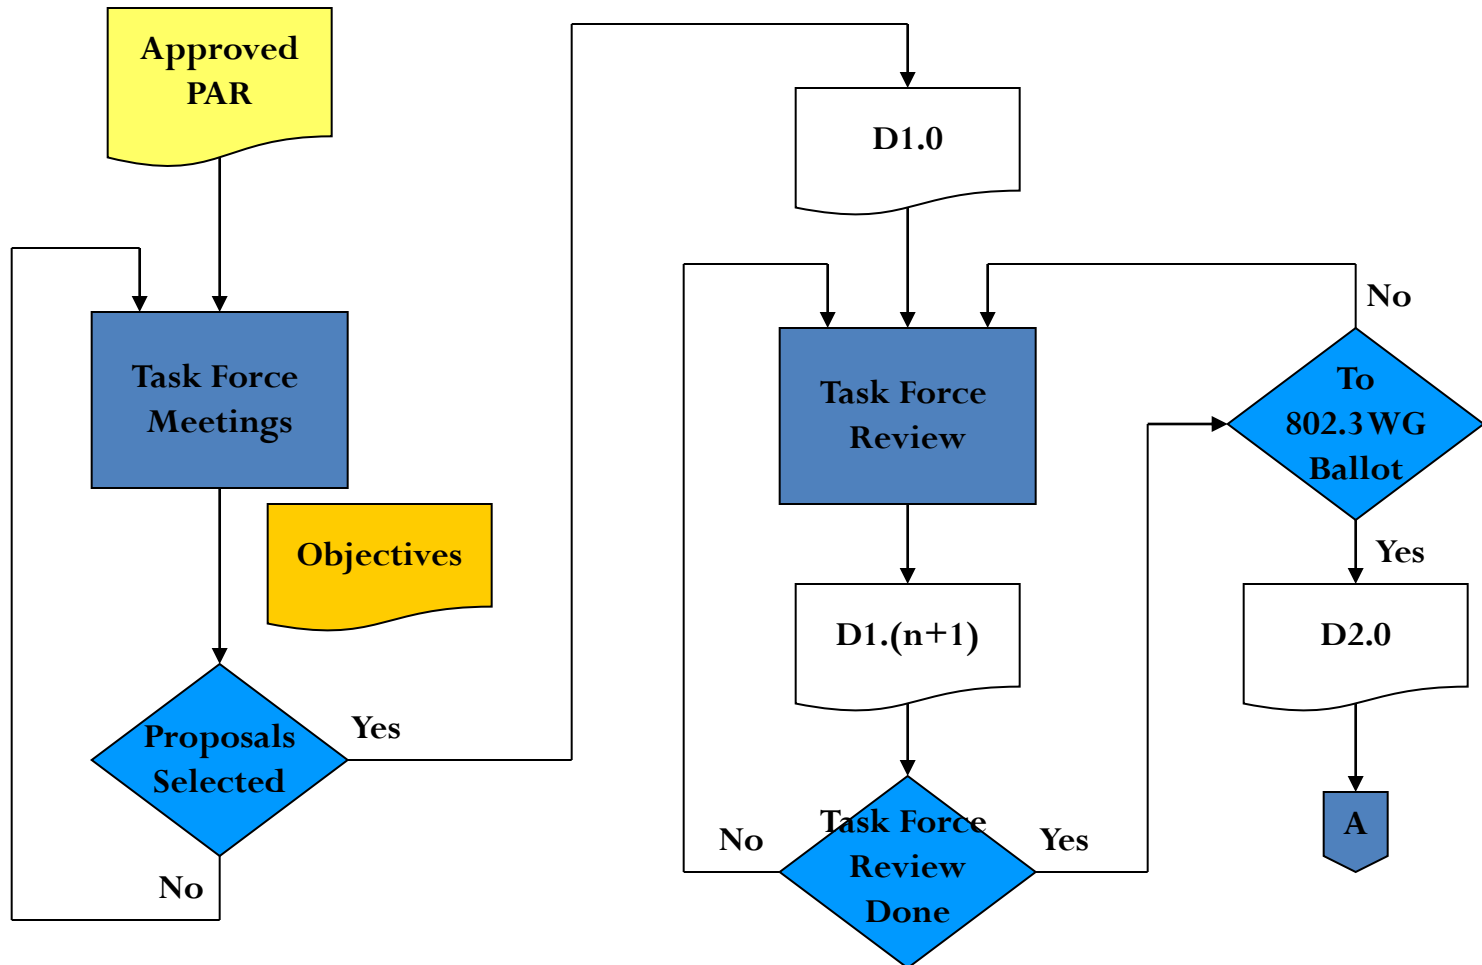 Approved
PAR
Task Force
Meetings
Objectives
Proposals
Selected
Yes
No
D1.0
Task Force
Review
D1.(n+1)
Task Force
Review
Done
No
Yes
To
802.3 WG
Ballot
No
Yes
D2.0
A